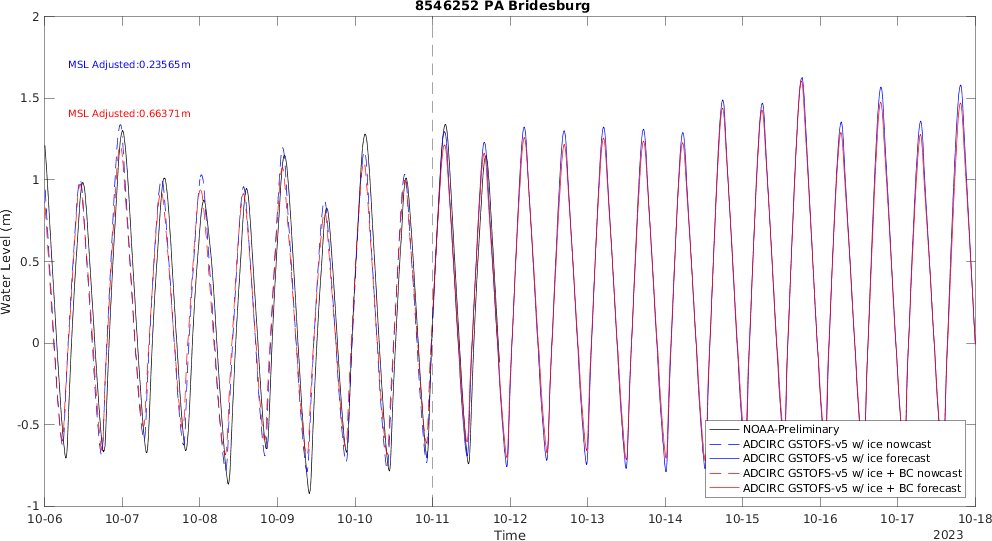 8546252 PA Bridesburg
MSL Adjusted:0.23565m
MSL Adjusted:0.66371m
Water Level (m)
2
1.5
1
0.5
0
-0.5
-1
NOAA-Preliminary
ADCIRC GSTOFS-v5 w/ ice nowcast
ADCIRC GSTOFS-v5 w/ ice forecast
ADCIRC GSTOFS-v5 w/ ice + BC nowcast
ADCIRC GSTOFS-v5 w/ ice + BC forecast
10-06 10-07 10-08 10-09 10-10 10-11 10-12 10-13 10-14 10-15 10-16 10-17 10-18
Time
2023